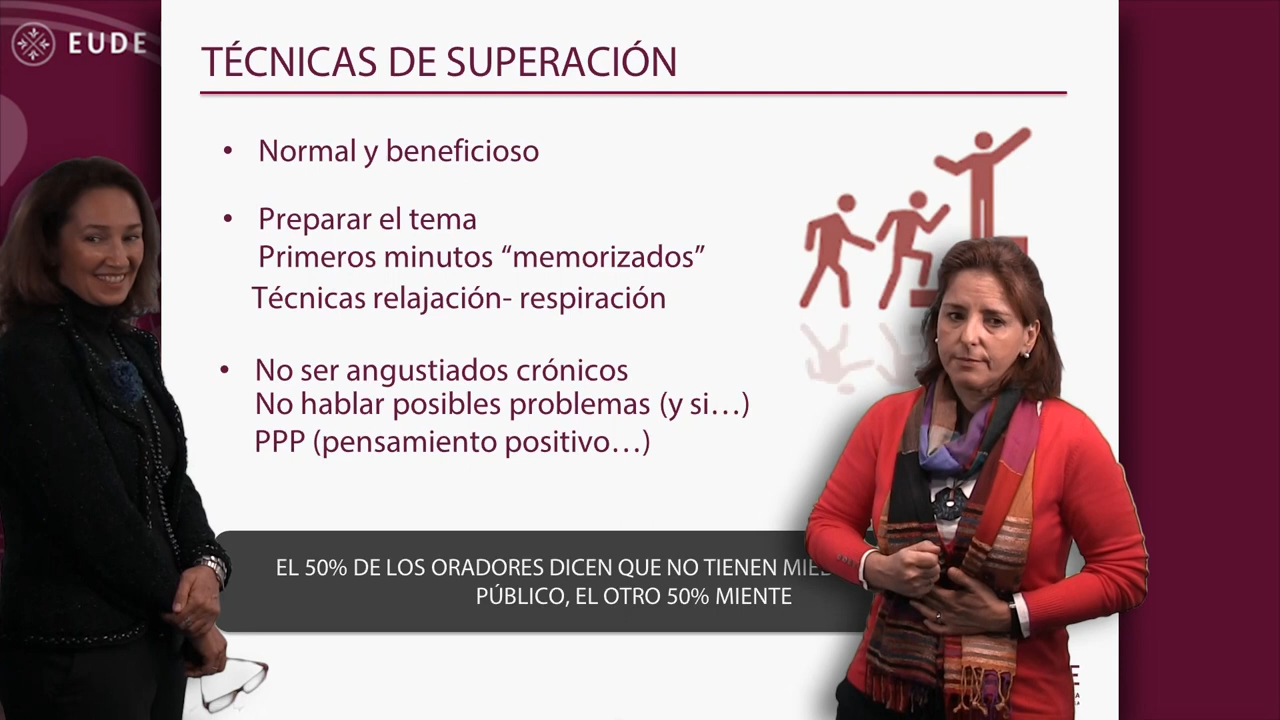 EUDE
TÉCNICAS DE SUPERACIÓN
• Normal y beneficioso
• Preparar el tema
Primeros minutos “memorizados”
Técnicas relajación- respiración
• No ser angustiados crónicos
No hablar posibles problemas (y si…)
PPP (pensamiento positivo…)
EL 50% DE LOS ORADORES DICEN QUE NO TIENEN
PÚBLICO, EL OTRO 50% MIENTE